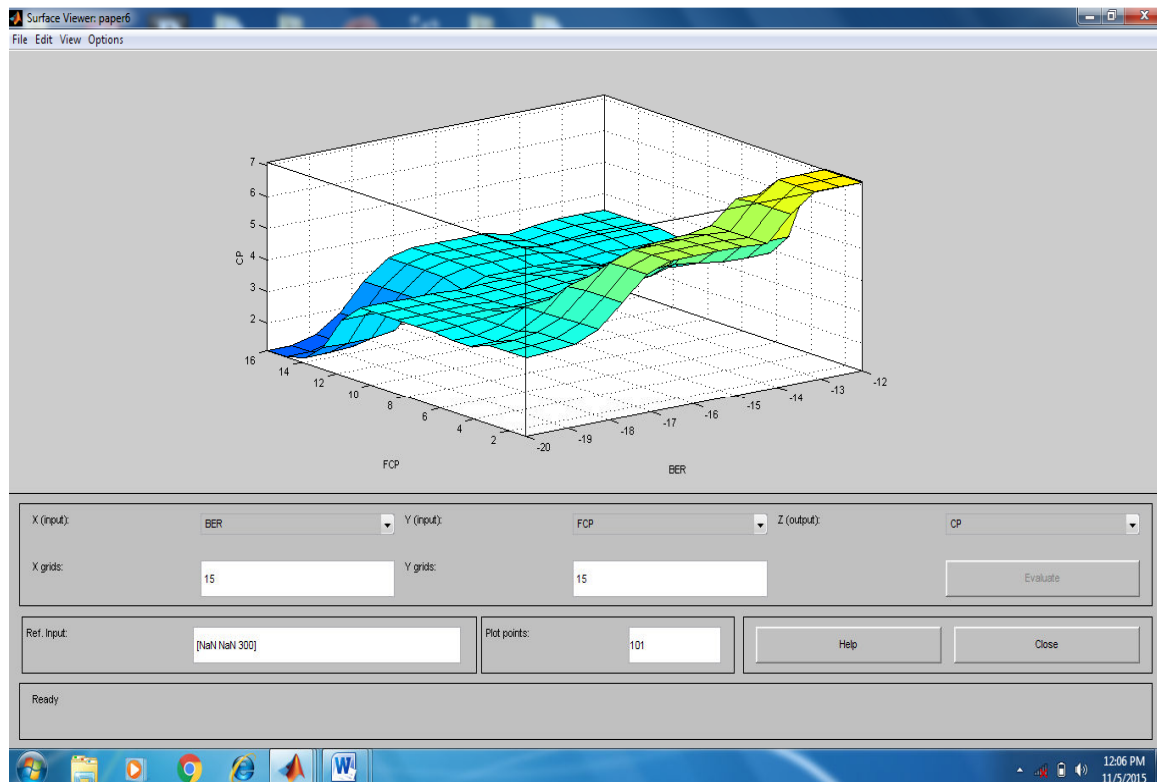 Surface Viewer: paper6
File Edit View Options
7
6
5
4
3
2
CP
16
14
12
10
8
6
4
2
FCP
-20
-19
-18
-17
-16
-15
-14
-13
-12
BER
X (input):
BER
Y (input):
FCP
Z (output):
CP
X grids:
15
Y grids:
15
Evaluate
Ref. Input:
[NaN NaN 300]
Plot points:
101
Help
Close
Ready
W
12:06 PM
11/5/2015